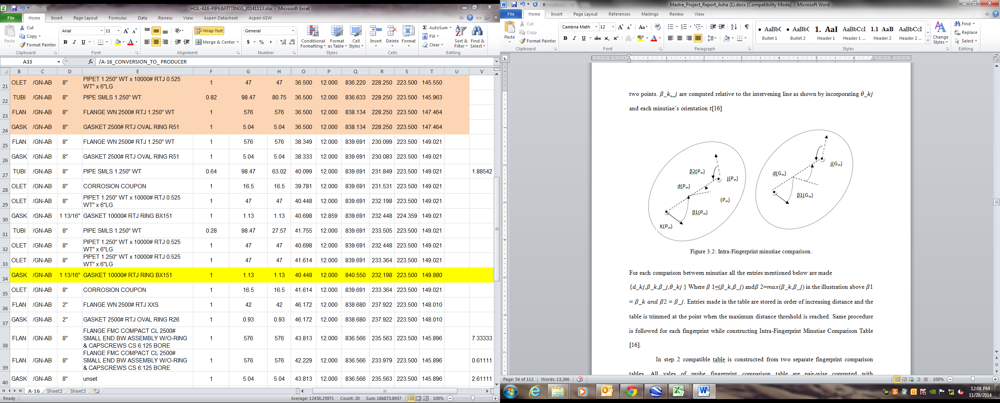 HOL-A16-PIPE&FITTINGS_20141113.xlsx - Microsoft Excel
File Home Insert Page Layout Formulas Data Review View Aspen Datasheet Aspen ASW
Paste
Cut
Copy
Format Painter
Clipboard
Arial 11
B I U
Font
Wrap Text
Merge & Center
Alignment
General
$ % ,
Number
Conditional Formatting
Format as Table
Cell Styles
Styles
Insert Delete Format
Cells
Σ AutoSum
Fill
Clear
Sort & Filter
Find & Select
Editing
A33 fx /A-16_CONVERSION_TO_ PRODUCER
B C D E F G H O P Q R S T U V
21 OLET /GN-AB 8" PIPET 1.250" WT x 10000# RTJ 0.525 WT" x 6"LG 1 47 47 36.500 12.000 836.220 228.250 223.500 145.550
22 TUBI /GN-AB 8" PIPE SMLS 1.250" WT 0.82 98.47 80.75 36.500 12.000 836.633 228.250 223.500 145.963
23 FLAN /GN-AB 8" FLANGE WN 2500# RTJ 1.250" WT 1 576 576 36.500 12.000 838.134 228.250 223.500 147.464
24 GASK /GN-AB 8" GASKET 2500# RTJ OVAL RING R51 1 5.04 5.04 36.500 12.000 838.134 228.250 223.500 147.464
25 FLAN /GN-AB 8" FLANGE WN 2500# RTJ 1.250" WT 1 576 576 38.349 12.000 839.691 230.099 223.500 149.021
26 GASK /GN-AB 8" GASKET 2500# RTJ OVAL RING R51 1 5.04 5.04 38.333 12.000 839.691 230.083 223.500 149.021
27 TUBI /GN-AB 8" PIPE SMLS 1.250" WT 0.64 98.47 63.02 40.099 12.000 839.691 231.849 223.500 149.021 1.88542
28 OLET /GN-AB 8" CORROSION COUPON 1 16.5 16.5 39.781 12.000 839.691 231.531 223.500 149.021
29 OLET /GN-AB 8" PIPET 1.250" WT x 10000# RTJ 0.525 WT" x 6"LG 1 47 47 40.448 12.000 839.691 232.198 223.500 149.021
30 GASK /GN-AB 1 13/16" GASKET 10000# RTJ RING BX151 1 1.13 1.13 40.698 12.859 839.691 232.448 224.359 149.021
31 TUBI /GN-AB 8" PIPE SMLS 1.250" WT 0.28 98.47 27.57 41.755 12.000 839.691 233.505 223.500 149.021
32 OLET /GN-AB 8" PIPET 1.250" WT x 10000# RTJ 0.525 WT" x 6"LG 1 47 47 40.698 12.000 839.691 232.448 223.500 149.021
33 OLET /GN-AB 8" PIPET 1.250" WT x 10000# RTJ 0.525 WT" x 6"LG 1 47 47 41.614 12.000 839.691 233.364 223.500 149.021
34 GASK /GN-AB 1 13/16" GASKET 10000# RTJ RING BX151 1 1.13 1.13 40.448 12.000 840.550 232.198 223.500 149.880
35 OLET /GN-AB 8" CORROSION COUPON 1 16.5 16.5 41.614 12.000 839.691 233.364 223.500 149.021
36 FLAN /GN-AB 2" FLANGE WN 2500# RTJ XXS 1 42 42 46.172 12.000 838.680 237.922 223.500 148.010
37 GASK /GN-AB 2" GASKET 2500# RTJ OVAL RING R26 1 0.93 0.93 46.172 12.000 838.680 237.922 223.500 148.010
38 FLAN /GN-AB 8" FLANGE FMC COMPACT CL 2500# SMALL END BW ASSEMBLY W/O-RING & CAPSCREWS CS 6.125 BORE 1 576 576 43.813 12.000 836.566 235.563 223.500 145.896 7.33333
39 FLAN /GN-AB 8" FLANGE FMC COMPACT CL 2500# SMALL END BW ASSEMBLY W/O-RING & CAPSCREWS CS 6.125 BORE 1 576 576 42.229 12.000 836.566 233.979 223.500 145.896 0.61111
40 GASK /GN-AB 8" unset 1 5.04 5.04 43.813 12.000 836.566 235.563 223.500 145.896 2.61111
A-16 Sheet2 Sheet3
Ready Average: 12458.25971 Count: 20 Sum: 186873.8957 100%
Mastre_Project_Report_Asha (1).docx [Compatibility Mode] - Microsoft Word
File Home Insert Page Layout References Mailings Review View
Paste
Cut
Copy
Format Painter
Clipboard
Cambria Math 12
B I U abc x₂ x²
Font
Paragraph
AaBbC AaBbC 1. AaI AaBbCcI 1.1 AaB AaBbCcI
Bullet 1 Bullet 2 Header 1 Header 1 ... Header 2 Header 2 ...
Styles
Change Styles
Find
Replace
Select
Editing
1 2 3 4 5 6 7
two points. β_k,_j are computed relative to the intervening line as shown by incorporating θ_kj
and each minutiae's orientation t[16]
β2(Pm)
j(Pm)
d(Pm)
(Pm)
β1(Pm)
K(Pm)
j(Gm)
d(Gm)
β1(Gm)
Figure 3.2: Intra-Fingerprint minutiae comparison.
For each comparison between minutiae all the entries mentioned below are made
{d_kj,β_k,β_j,θ_kj } Where β 1=(β_k,β_j) andβ 2=max(β_k,β_j) in the illustration above β1
= β_k and β2 = β_j. Entries made in the table are stored in order of increasing distance and the
table is trimmed at the point when the maximum distance threshold is reached. Same procedure
is followed for each fingerprint while constructing Intra-Fingerprint Minutiae Comparison Table
[16].
In step 2 compatible table is constructed from two separate fingerprint comparison
tables. All vales of probe fingerprint comparison table are pair-wise computed with
Page: 54 of 112 Words: 13,266 100%
12:08 PM
11/20/2014